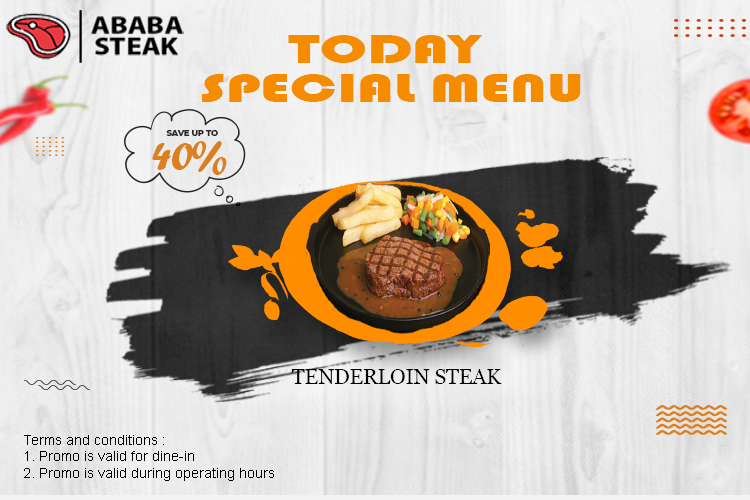 ABABA
STEAK
TODAY
SPECIAL MENU
SAVE UP TO
40%
TENDERLOIN STEAK
Terms and conditions :
1. Promo is valid for dine-in
2. Promo is valid during operating hours